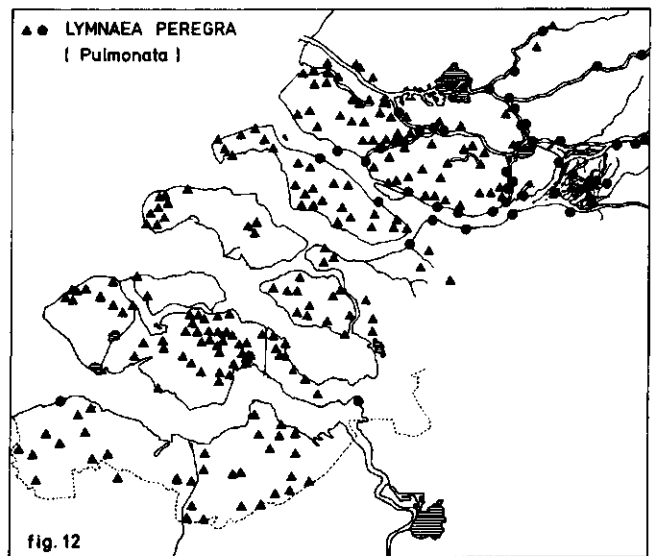 ▲ ● LYMNAEA PEREGRA
( Pulmonata )
fig. 12